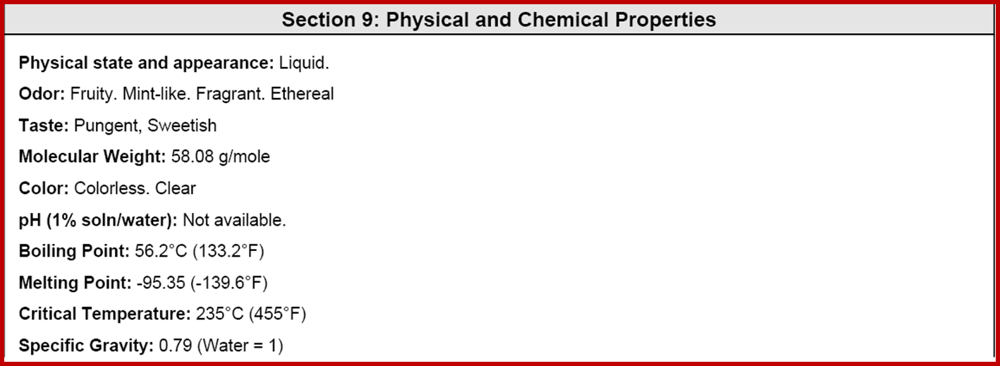 Section 9: Physical and Chemical Properties
Physical state and appearance: Liquid.
Odor: Fruity. Mint-like. Fragrant. Ethereal
Taste: Pungent, Sweetish
Molecular Weight: 58.08 g/mole
Color: Colorless. Clear
pH (1% soln/water): Not available.
Boiling Point: 56.2°C (133.2°F)
Melting Point: -95.35 (-139.6°F)
Critical Temperature: 235°C (455°F)
Specific Gravity: 0.79 (Water = 1)